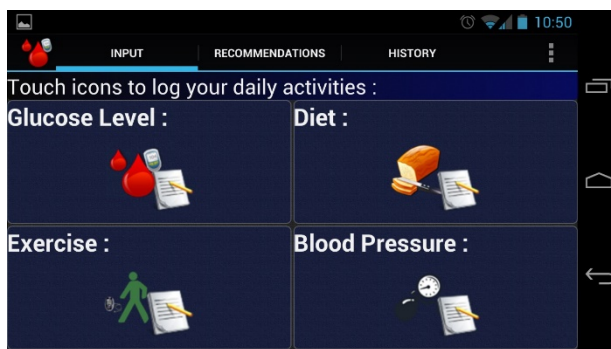 10:50
INPUT RECOMMENDATIONS HISTORY
Touch icons to log your daily activities :
Glucose Level : Diet :
Exercise : Blood Pressure :